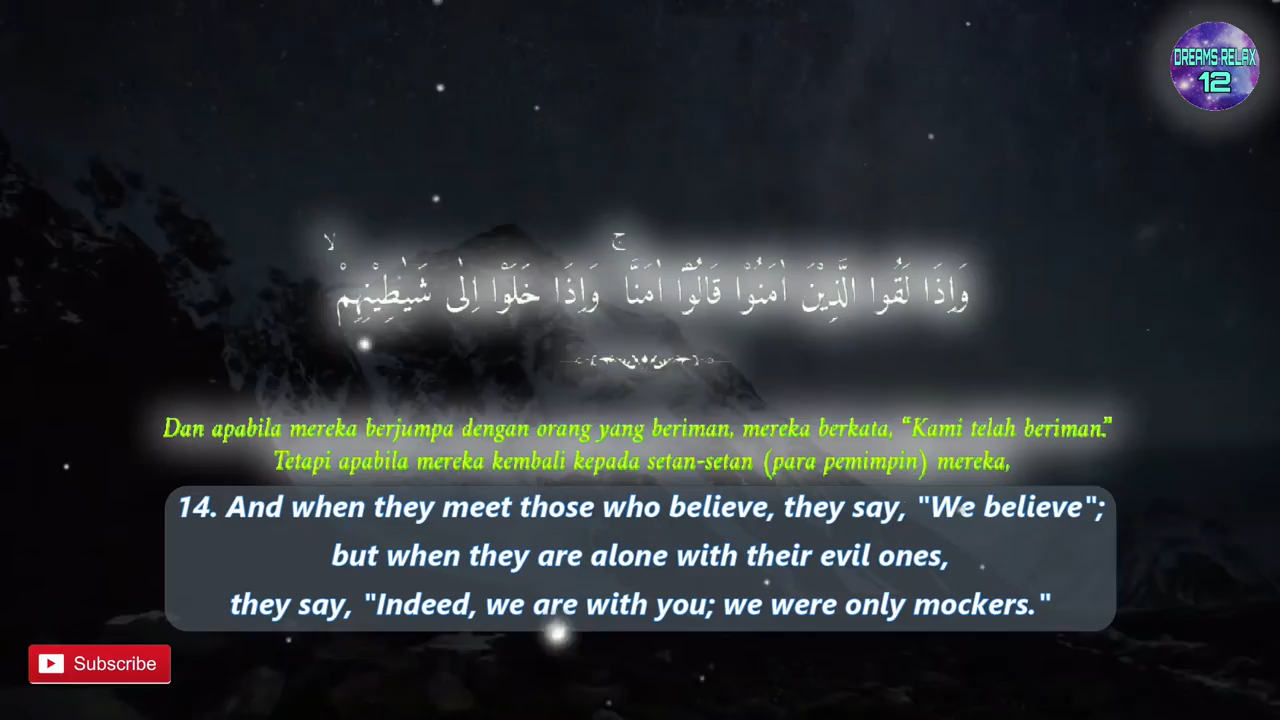 DREAMS RELAX
12
وَاِذَا لَقُوا الَّذِيْنَ اٰمَنُوْا قَالُوْٓا اٰمَنَّا ۚ وَاِذَا خَلَوْا اِلٰى شَيٰطِيْنِهِمْ ۙ
Dan apabila mereka berjumpa dengan orang yang beriman, mereka berkata, “Kami telah beriman.”
Tetapi apabila mereka kembali kepada setan-setan (para pemimpin) mereka,
14. And when they meet those who believe, they say, "We believe";
but when they are alone with their evil ones,
they say, "Indeed, we are with you; we were only mockers."
Subscribe